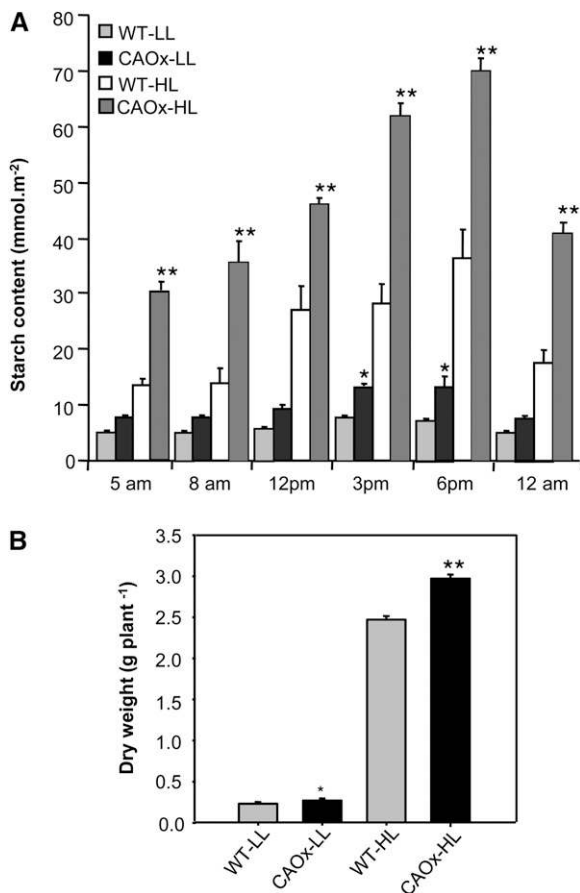 A
WT-LL
CAOx-LL
WT-HL
CAOx-HL
Starch content (mmol.m-2)
80
70
60
50
40
30
20
10
0
** ** ** * ** * ** **
5 am 8 am 12pm 3pm 6pm 12 am
B
Dry weight (g plant -1)
3.5
3.0
2.5
2.0
1.5
1.0
0.5
0.0
* **
WT-LL CAOx-LL WT-HL CAOx-HL